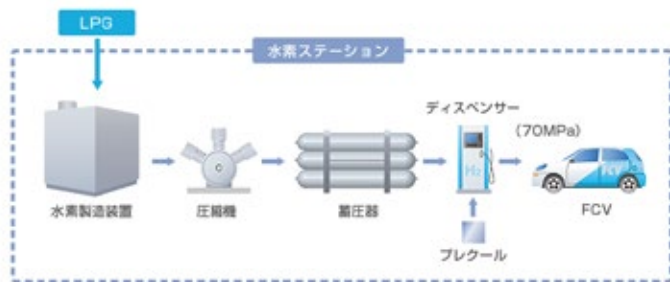 LPG
水素ステーション
ディスペンサー
(70MPa)
H2
水素製造装置
圧縮機
蓄圧器
FCV
プレクール